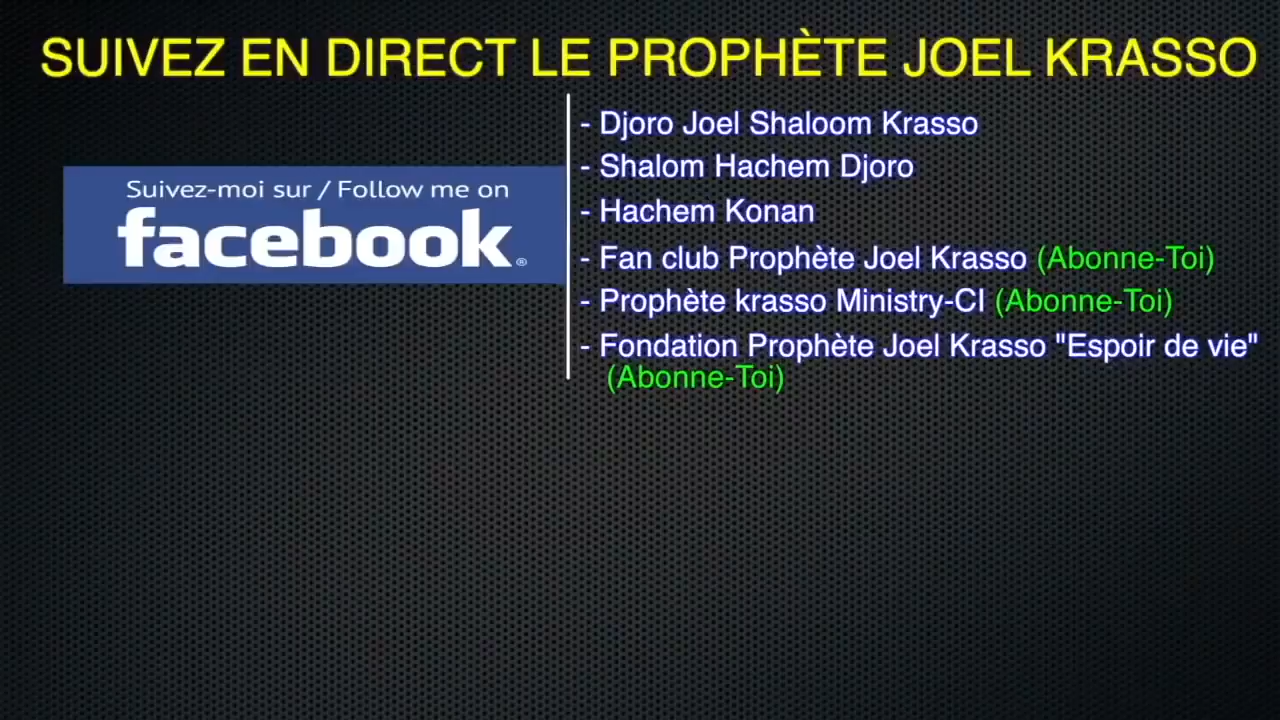 SUIVEZ EN DIRECT LE PROPHÈTE JOEL KRASSO
Suivez-moi sur / Follow me on
facebook®
- Djoro Joel Shaloom Krasso
- Shalom Hachem Djoro
- Hachem Konan
- Fan club Prophète Joel Krasso (Abonne-Toi)
- Prophète krasso Ministry-CI (Abonne-Toi)
- Fondation Prophète Joel Krasso "Espoir de vie"
(Abonne-Toi)